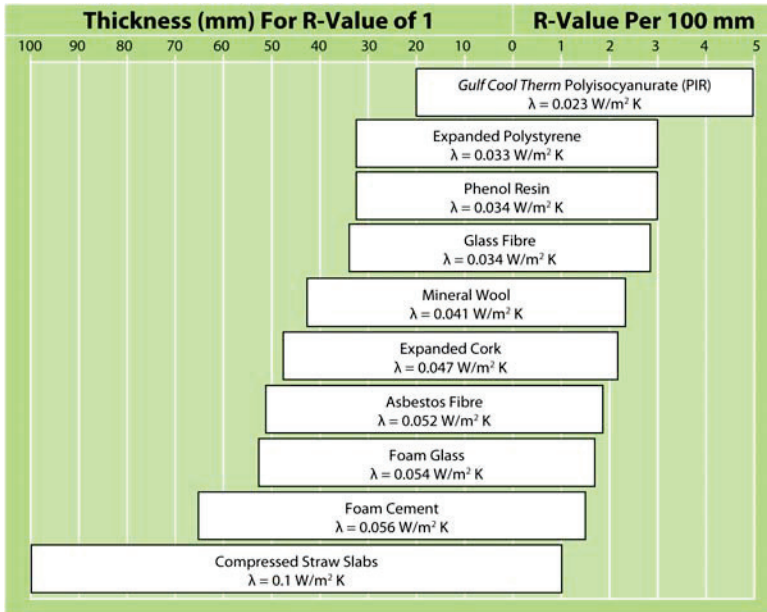 Thickness (mm) For R-Value of 1 R-Value Per 100 mm
100 90 80 70 60 50 40 30 20 10 0 1 2 3 4 5
Gulf Cool Therm Polyisocyanurate (PIR)
λ = 0.023 W/m² K
Expanded Polystyrene
λ = 0.033 W/m² K
Phenol Resin
λ = 0.034 W/m² K
Glass Fibre
λ = 0.034 W/m² K
Mineral Wool
λ = 0.041 W/m² K
Expanded Cork
λ = 0.047 W/m² K
Asbestos Fibre
λ = 0.052 W/m² K
Foam Glass
λ = 0.054 W/m² K
Foam Cement
λ = 0.056 W/m² K
Compressed Straw Slabs
λ = 0.1 W/m² K